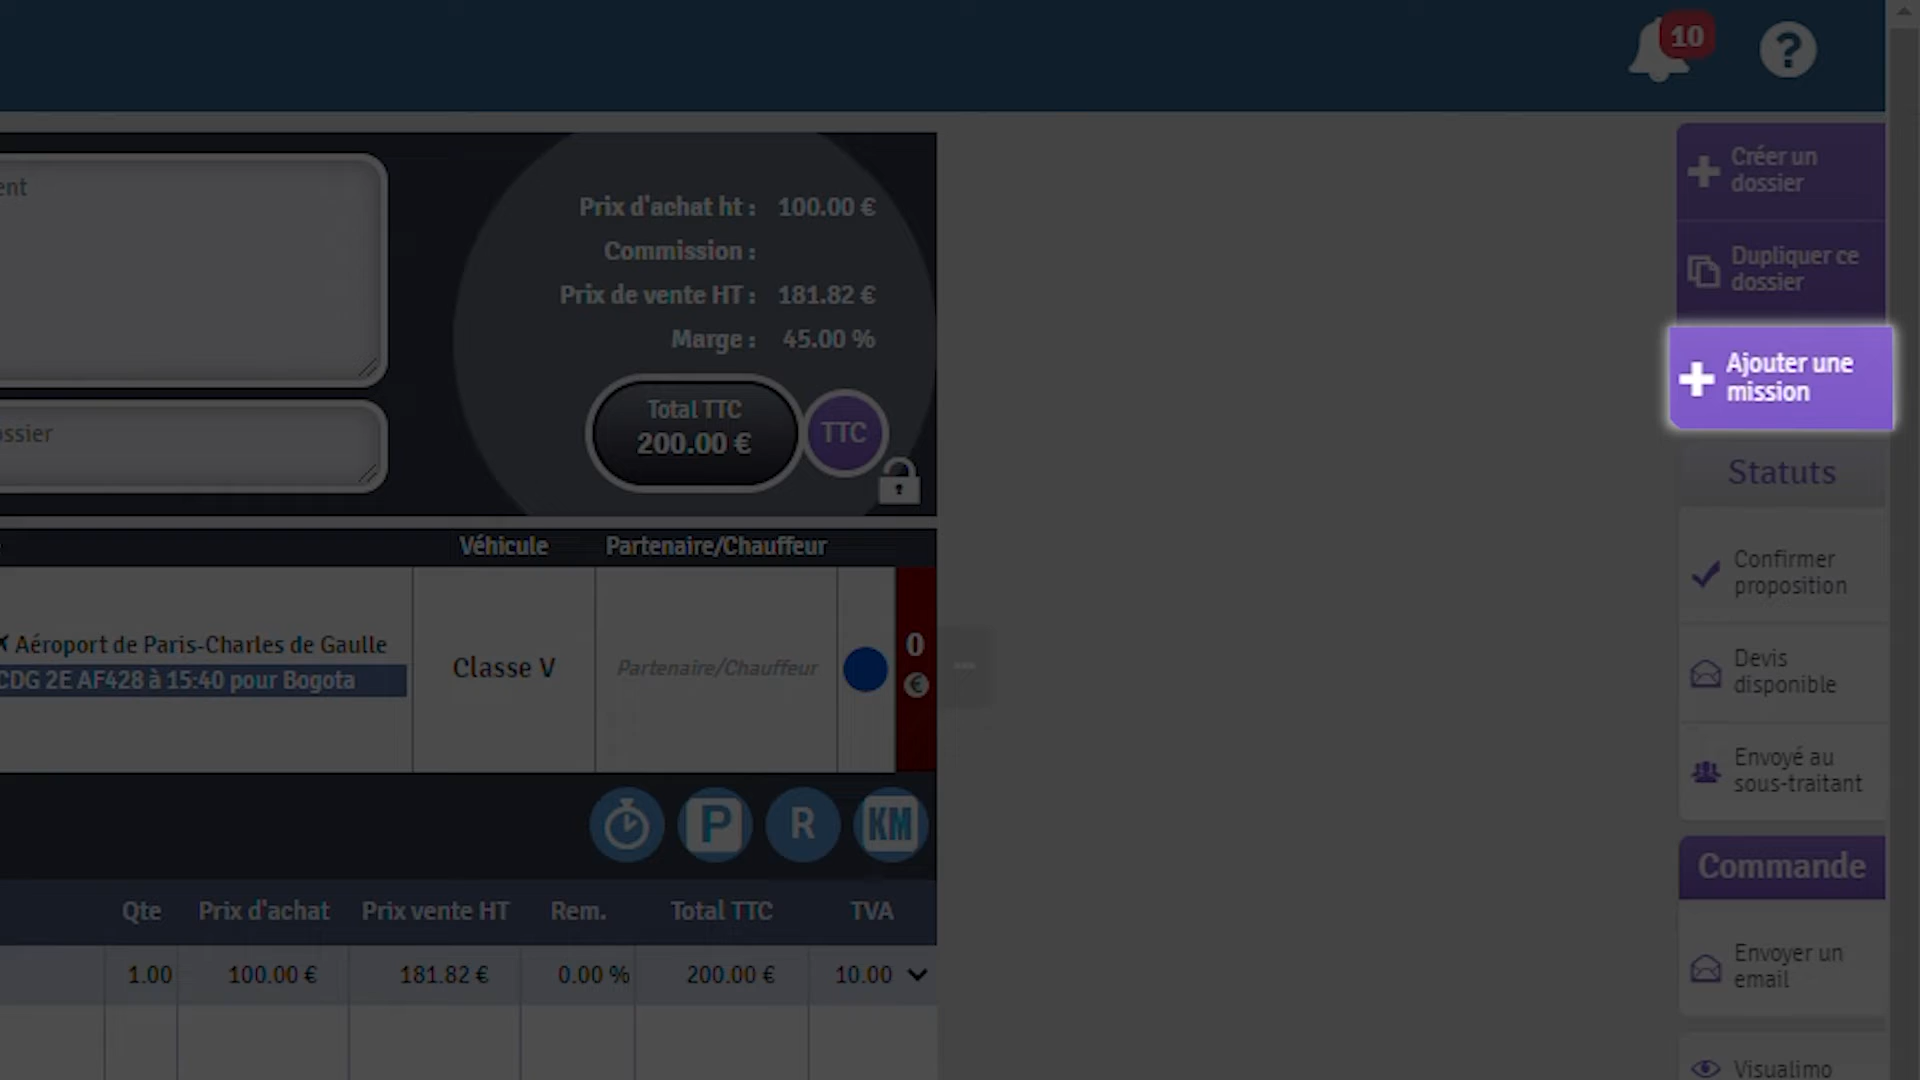 10
?
Créer un
dossier
Dupliquer ce
dossier
Ajouter une
mission
ent
Prix d'achat ht : 100.00 €
Commission :
Prix de vente HT : 181.82 €
Marge : 45.00 %
Total TTC
200.00 €
TTC
ossier
Statuts
Confirmer
proposition
Devis
disponible
Envoyé au
sous-traitant
Véhicule Partenaire/Chauffeur
Aéroport de Paris-Charles de Gaulle
CDG 2E AF428 à 15:40 pour Bogota
Classe V
Partenaire/Chauffeur
0
€
P R KM
Commande
Envoyer un
email
Visualimo
Qte Prix d'achat Prix vente HT Rem. Total TTC TVA
1.00 100.00 € 181.82 € 0.00 % 200.00 € 10.00